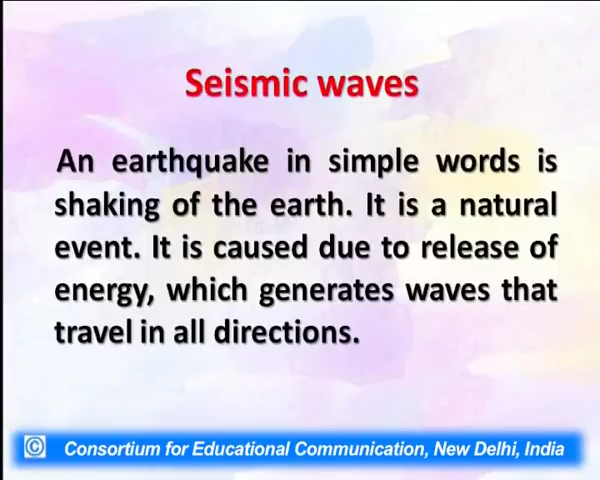 Seismic waves
An earthquake in simple words is
shaking of the earth. It is a natural
event. It is caused due to release of
energy, which generates waves that
travel in all directions.
© Consortium for Educational Communication, New Delhi, India